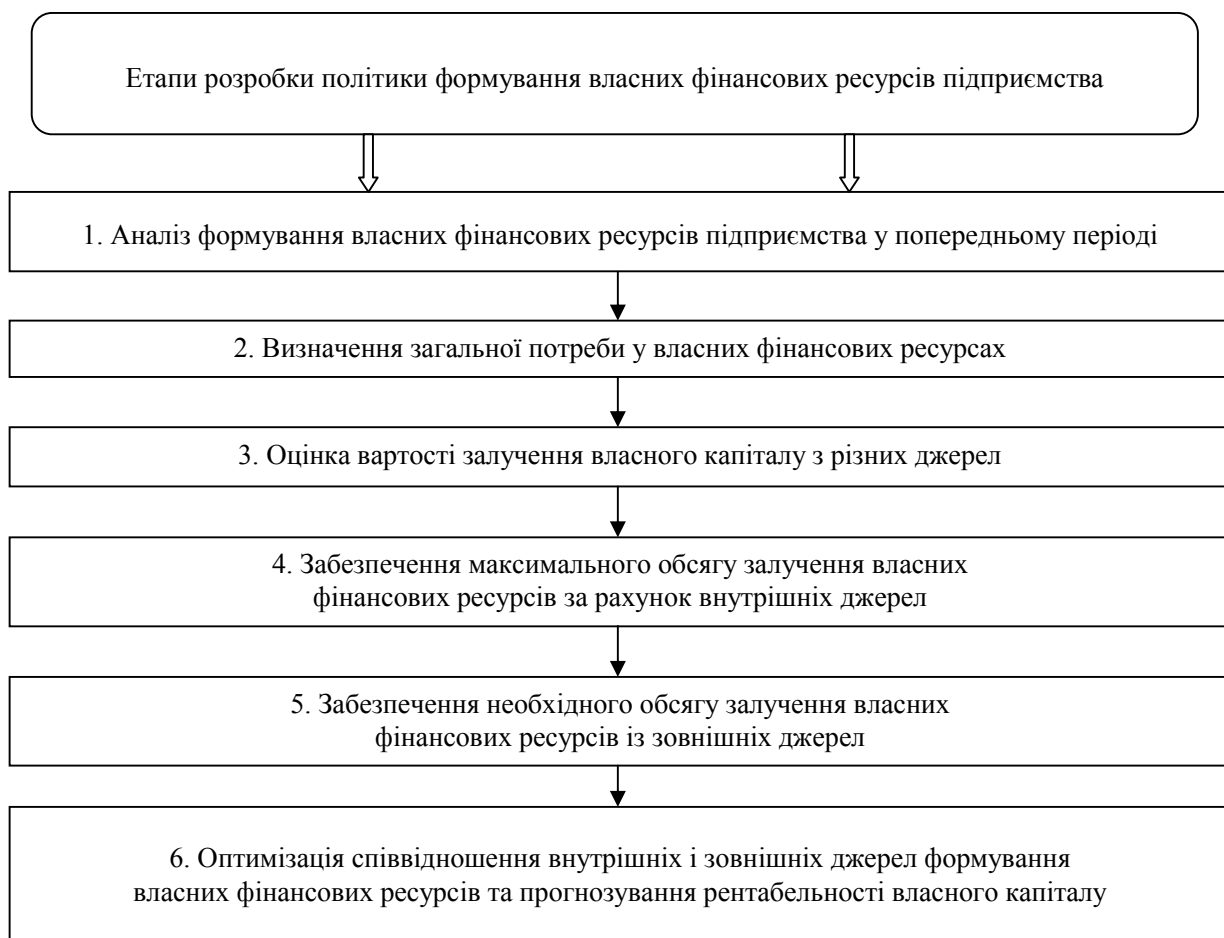 Етапи розробки політики формування власних фінансових ресурсів підприємства
1. Аналіз формування власних фінансових ресурсів підприємства у попередньому періоді
2. Визначення загальної потреби у власних фінансових ресурсах
3. Оцінка вартості залучення власного капіталу з різних джерел
4. Забезпечення максимального обсягу залучення власних
фінансових ресурсів за рахунок внутрішніх джерел
5. Забезпечення необхідного обсягу залучення власних
фінансових ресурсів із зовнішніх джерел
6. Оптимізація співвідношення внутрішніх і зовнішніх джерел формування
власних фінансових ресурсів та прогнозування рентабельності власного капіталу